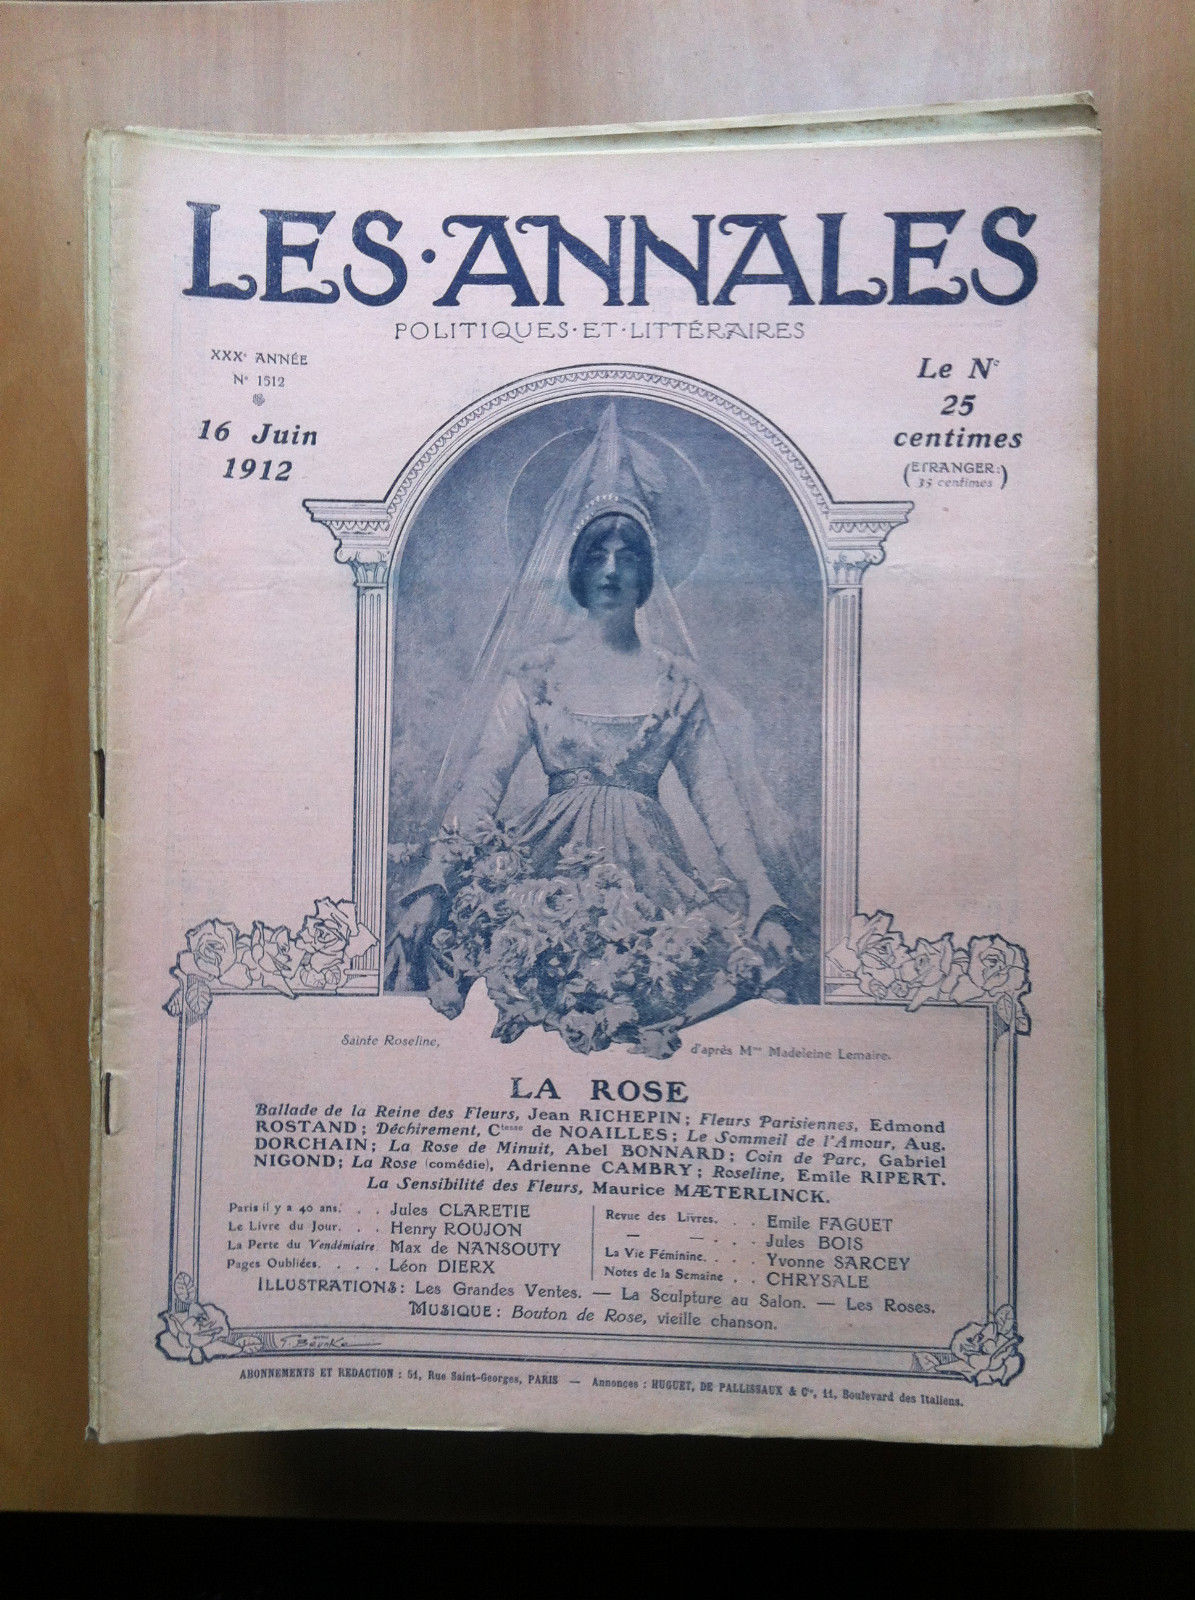 LES·ANNALES
POLITIQUES·ET·LITTÉRAIRES
XXXe ANNÉE
No 1512
16 Juin
1912
Le No
25
centimes
(ETRANGER:
35 centimes)
Sainte Roseline,
d'après Mme Madeleine Lemaire.
LA ROSE
Ballade de la Reine des Fleurs, Jean RICHEPIN; Fleurs Parisiennes, Edmond
ROSTAND; Déchirement, Ctesse de NOAILLES; Le Sommeil de l'Amour, Aug.
DORCHAIN; La Rose de Minuit, Abel BONNARD; Coin de Parc, Gabriel
NIGOND; La Rose (comédie), Adrienne CAMBRY; Roseline, Emile RIPERT.
La Sensibilité des Fleurs, Maurice MÆTERLINCK.
Paris il y a 40 ans. . . Jules CLARETIE
Le Livre du Jour. . . Henry ROUJON
La Perte du Vendémiaire Max de NANSOUTY
Pages Oubliées. . . . . Léon DIERX
Revue des Livres. . . Emile FAGUET
— — . . . Jules BOIS
La Vie Féminine. . . . Yvonne SARCEY
Notes de la Semaine . . CHRYSALE
ILLUSTRATIONS: Les Grandes Ventes. — La Sculpture au Salon. — Les Roses.
MUSIQUE: Bouton de Rose, vieille chanson.
ABONNEMENTS ET REDACTION : 51, Rue Saint-Georges, PARIS — Annonces : HUGUET, DE PALLISSAUX & Cie, 11, Boulevard des Italiens.